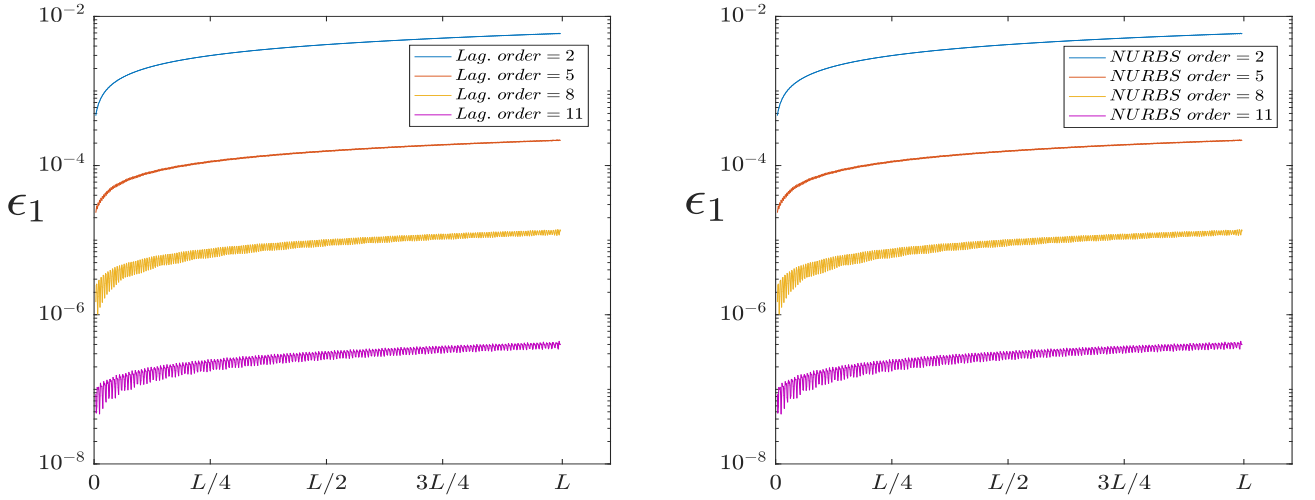 10⁻²
10⁻⁴
10⁻⁶
10⁻⁸
ϵ₁
Lag. order = 2
Lag. order = 5
Lag. order = 8
Lag. order = 11
0
L/4
L/2
3L/4
L
10⁻²
10⁻⁴
10⁻⁶
10⁻⁸
ϵ₁
NURBS order = 2
NURBS order = 5
NURBS order = 8
NURBS order = 11
0
L/4
L/2
3L/4
L